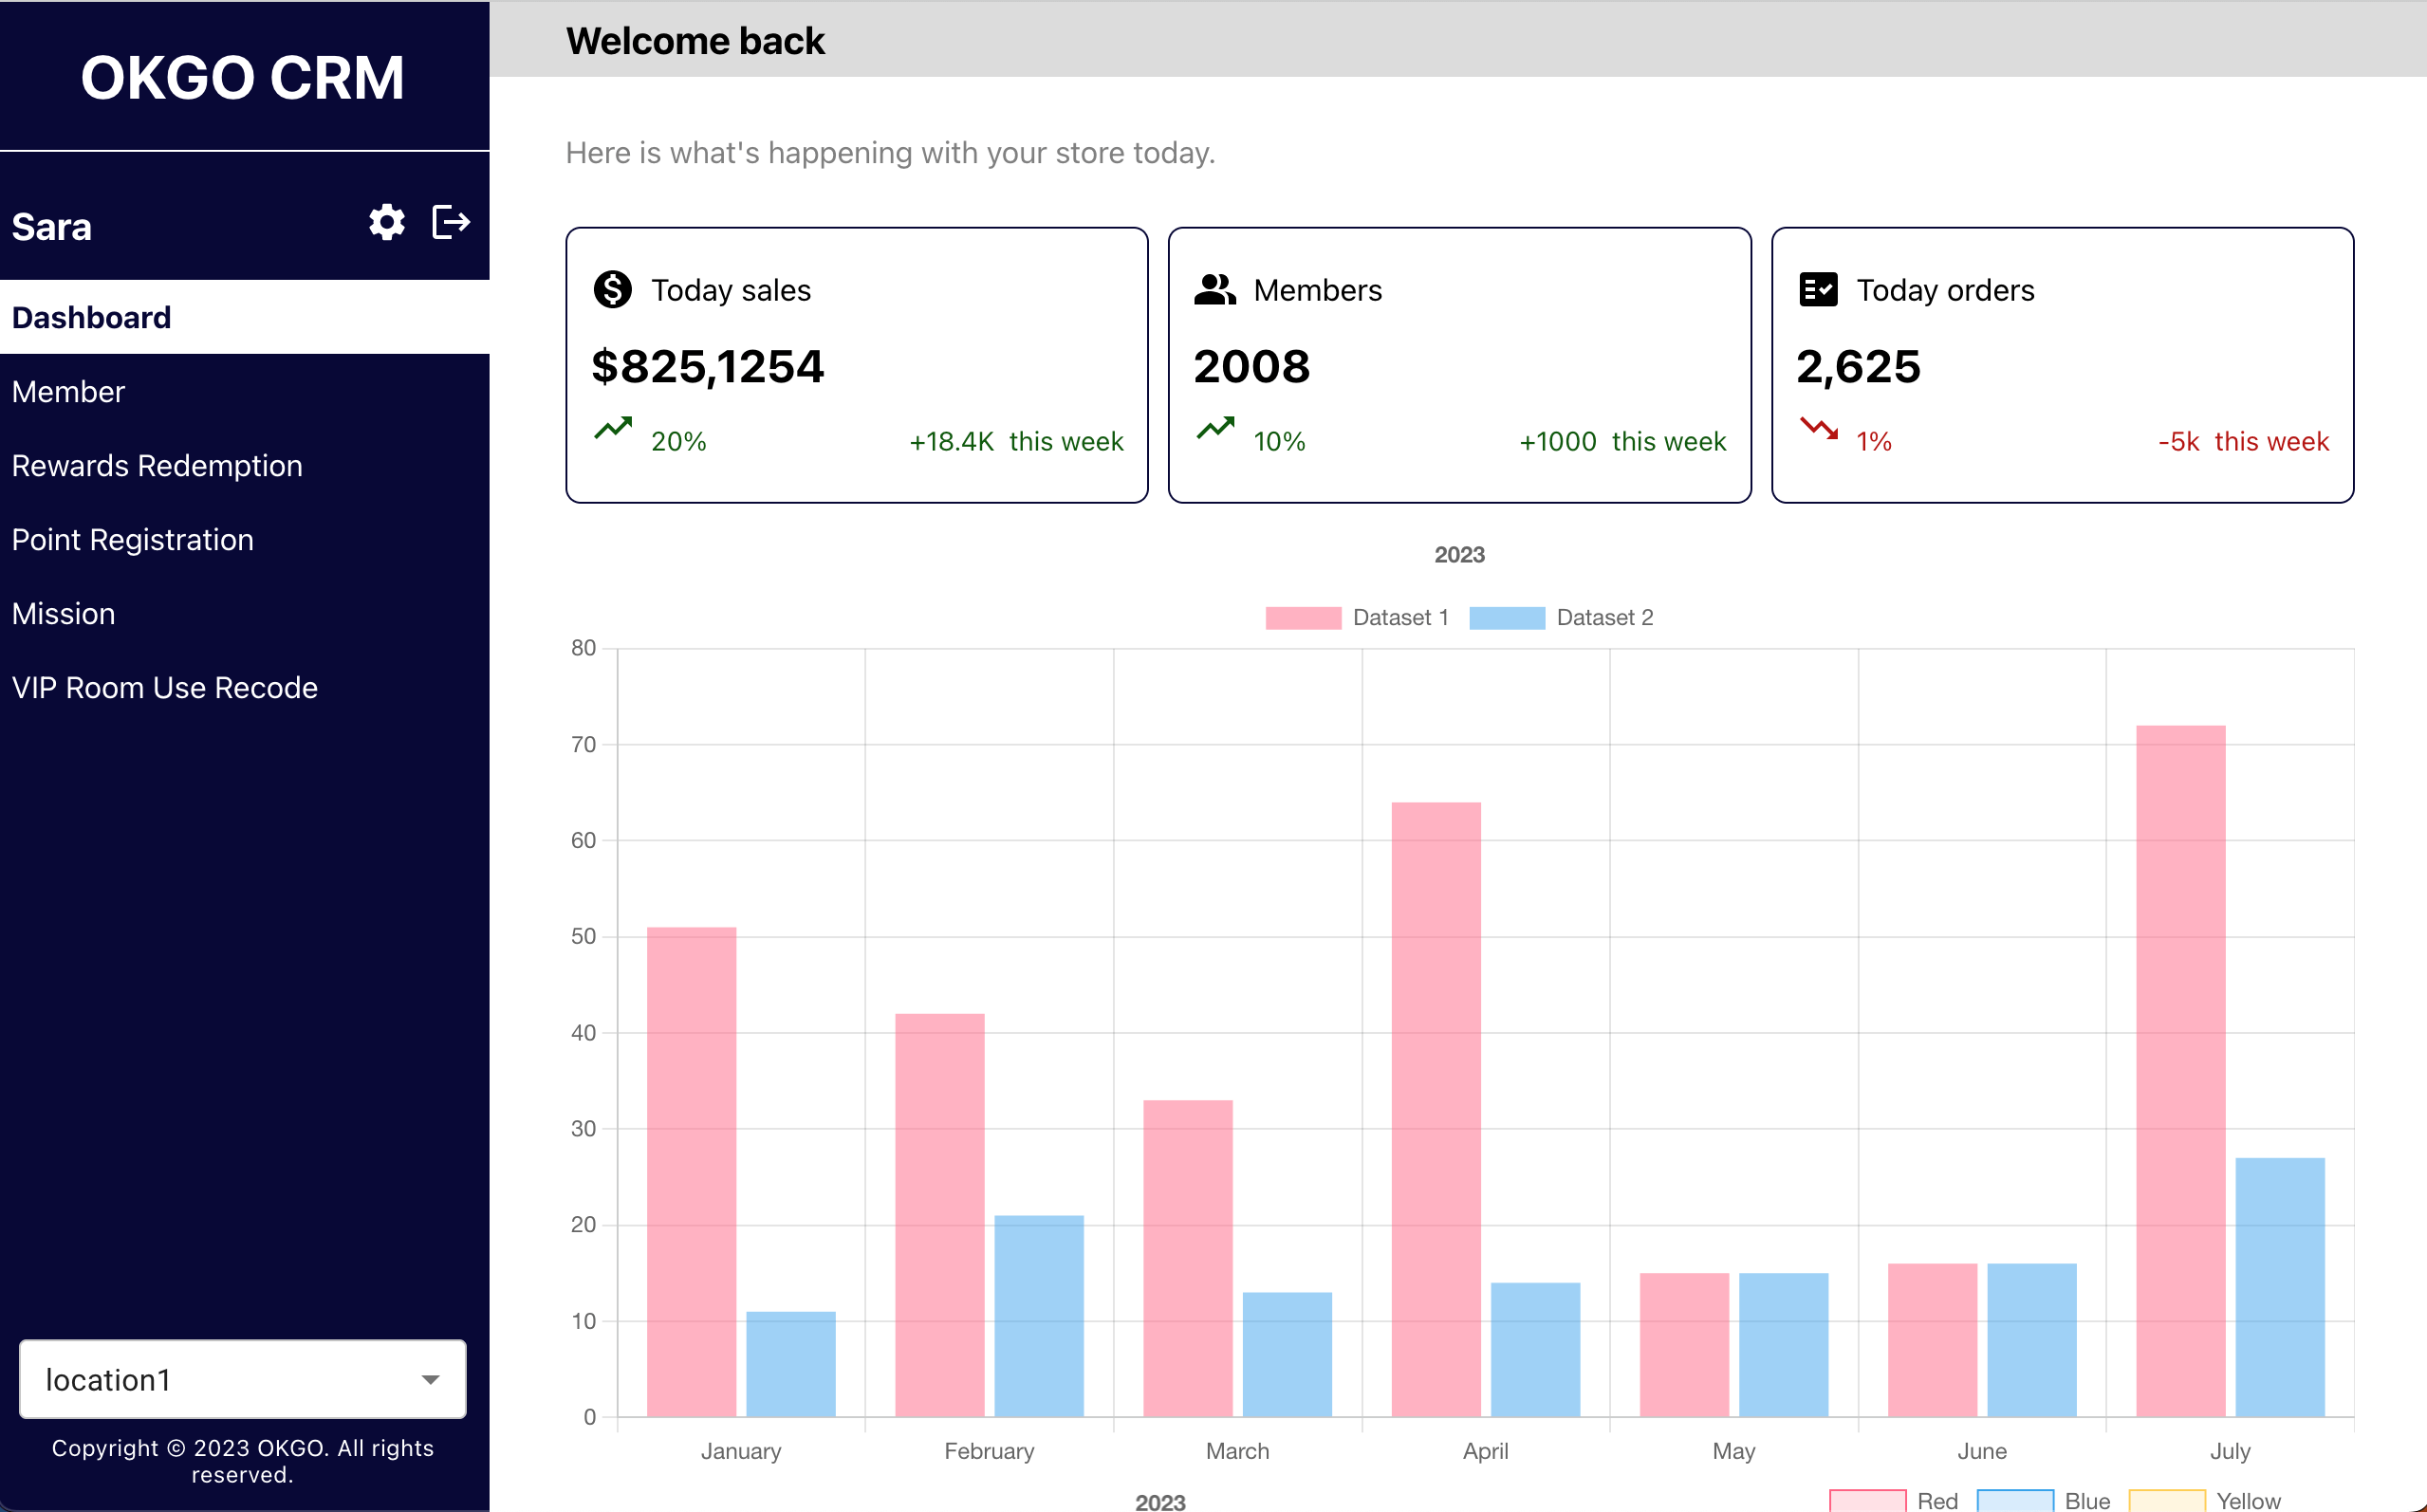 OKGO CRM
Sara
Dashboard
Member
Rewards Redemption
Point Registration
Mission
VIP Room Use Recode
location1
Copyright © 2023 OKGO. All rights
reserved.
Welcome back
Here is what's happening with your store today.
Today sales
$825,1254
20% +18.4K this week
Members
2008
10% +1000 this week
Today orders
2,625
1% -5k this week
2023
Dataset 1 Dataset 2
80
70
60
50
40
30
20
10
0
January February March April May June July
2023
Red Blue Yellow